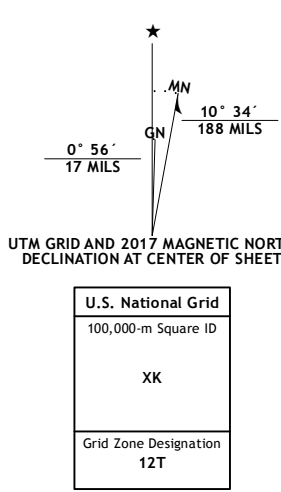 ★
MN
10° 34´
188 MILS
GN
0° 56´
17 MILS
UTM GRID AND 2017 MAGNETIC NORT
DECLINATION AT CENTER OF SHEET
U.S. National Grid
100,000-m Square ID
XK
Grid Zone Designation
12T